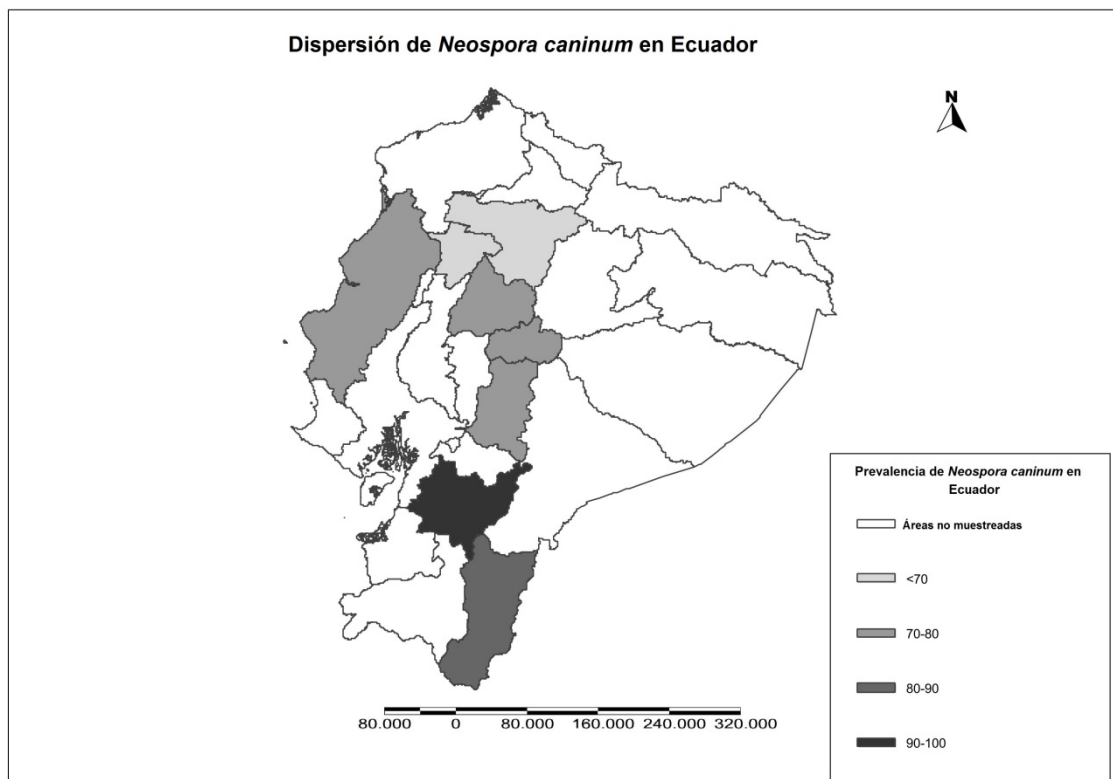 Dispersión de Neospora caninum en Ecuador
N
Prevalencia de Neospora caninum en
Ecuador
Áreas no muestreadas
<70
70-80
80-90
90-100
80.000 0 80.000 160.000 240.000 320.000